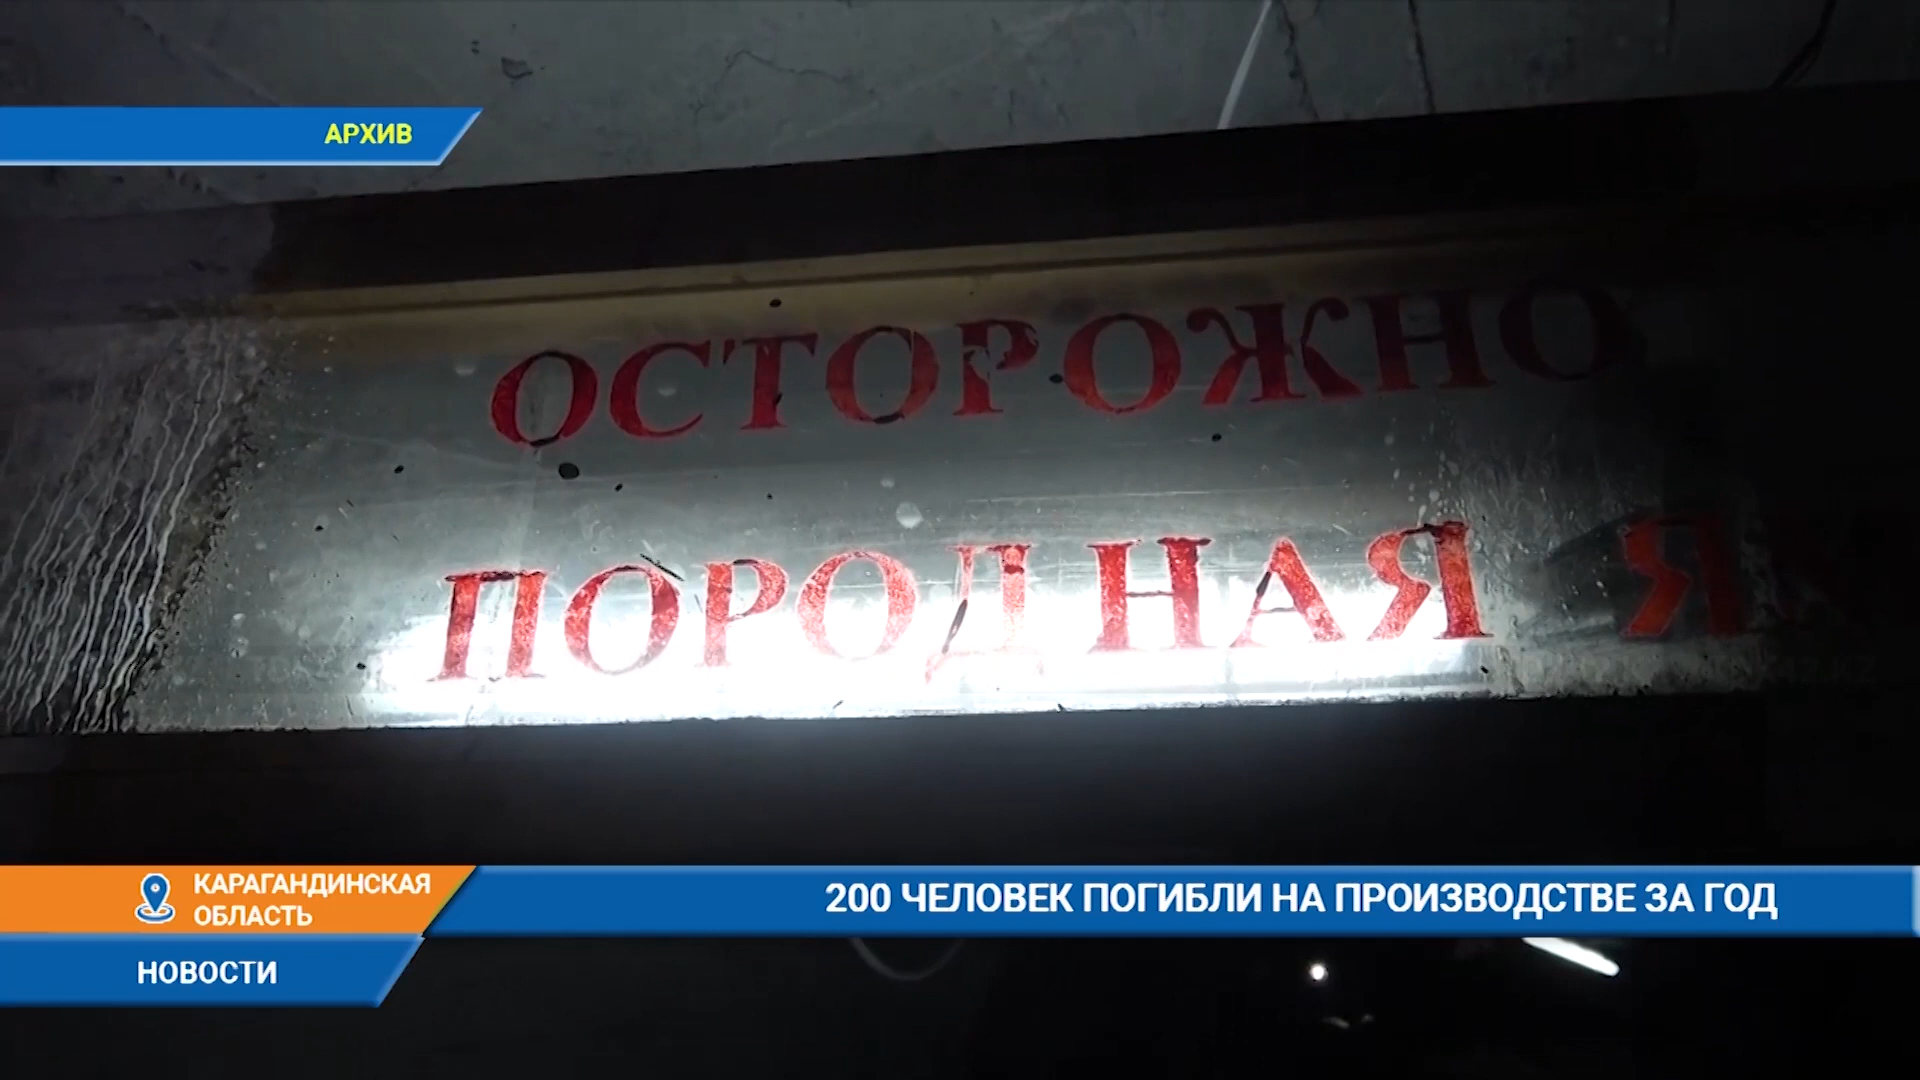 АРХИВ
ОСТОРОЖНО
ПОРОДНАЯ Я
КАРАГАНДИНСКАЯ
ОБЛАСТЬ
200 ЧЕЛОВЕК ПОГИБЛИ НА ПРОИЗВОДСТВЕ ЗА ГОД
НОВОСТИ